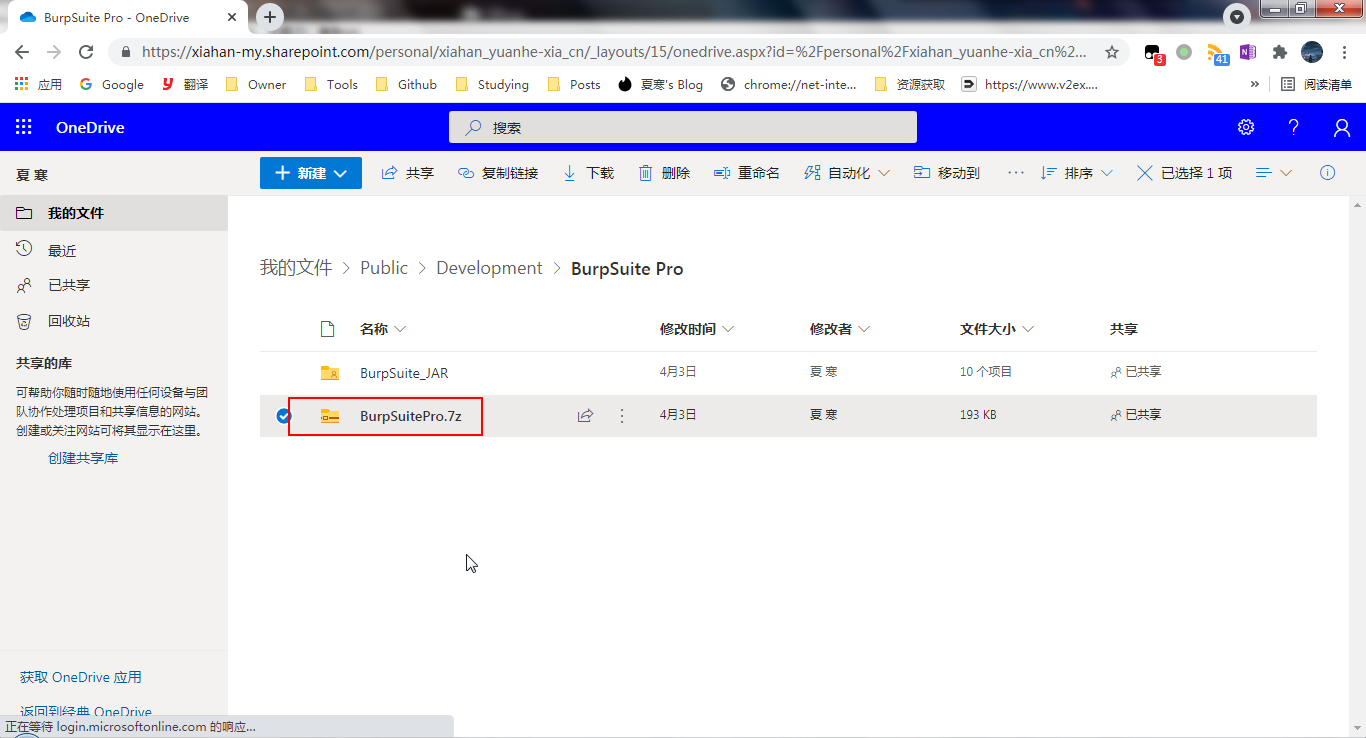 BurpSuite Pro - OneDrive
https://xiahan-my.sharepoint.com/personal/xiahan_yuanhe-xia_cn/_layouts/15/onedrive.aspx?id=%2Fpersonal%2Fxiahan_yuanhe-xia_cn%2...
3
41
应用 Google 翻译 Owner Tools Github Studying Posts 夏寒's Blog chrome://net-inte... 资源获取 https://www.v2ex.... » 阅读清单
OneDrive 搜索
夏 寒
新建 共享 复制链接 下载 删除 重命名 自动化 移动到 ··· 排序 已选择 1 项
我的文件
最近
已共享
回收站
共享的库
可帮助你随时随地使用任何设备与团
队协作处理项目和共享信息的网站。
创建或关注网站可将其显示在这里。
创建共享库
获取 OneDrive 应用
返回到经典 OneDrive
我的文件 > Public > Development > BurpSuite Pro
名称 修改时间 修改者 文件大小 共享
BurpSuite_JAR 4月3日 夏 寒 10 个项目 已共享
BurpSuitePro.7z 4月3日 夏 寒 193 KB 已共享
正在等待 login.microsoftonline.com 的响应...